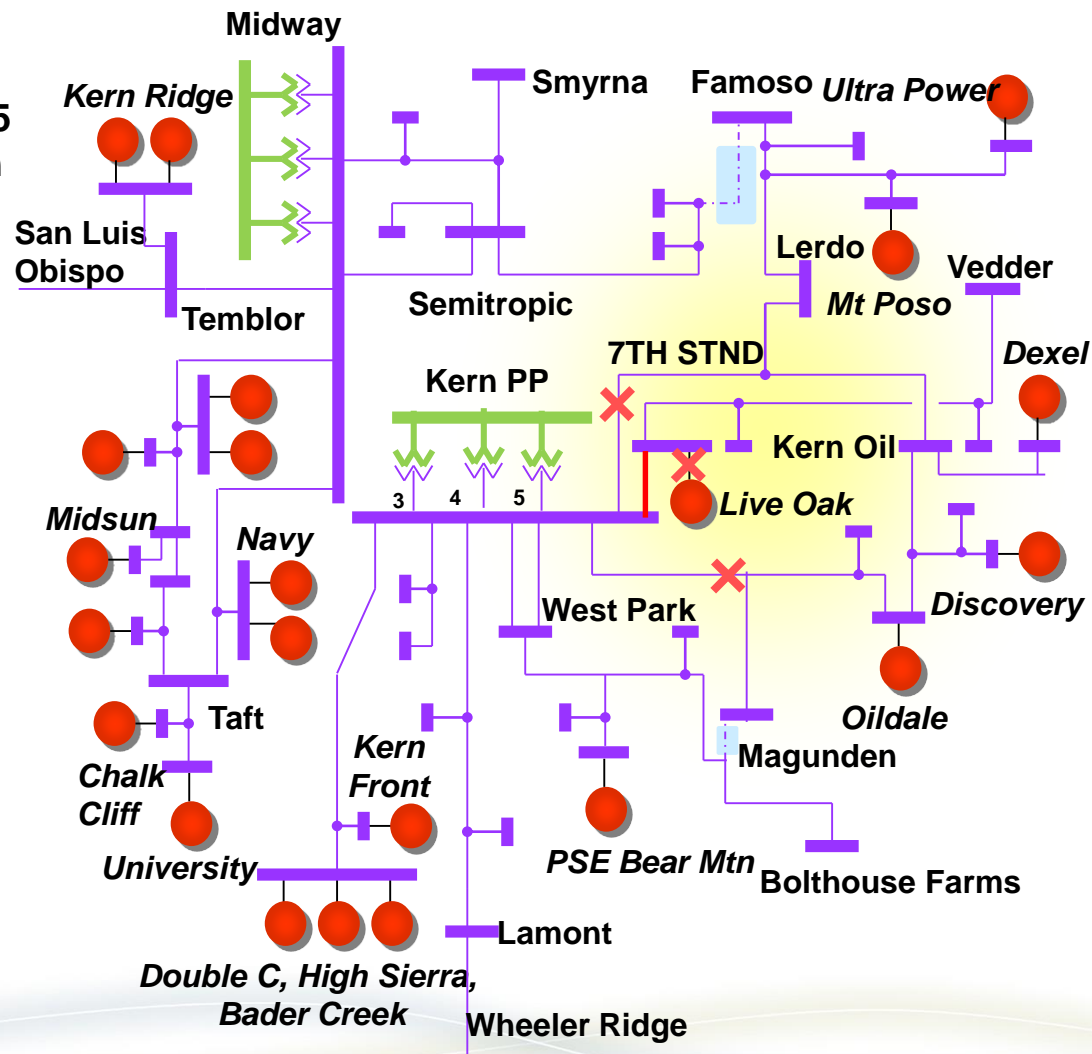 Midway
5
Kern Ridge
Smyrna
Famoso
Ultra Power
San Luis
Obispo
Temblor
Semitropic
Lerdo
Mt Poso
Vedder
7TH STND
Dexel
Kern PP
Kern Oil
3
4
5
Live Oak
Midsun
Navy
West Park
Discovery
Taft
Oildale
Chalk
Cliff
Kern
Front
Magunden
University
PSE Bear Mtn
Bolthouse Farms
Lamont
Double C, High Sierra,
Bader Creek
Wheeler Ridge